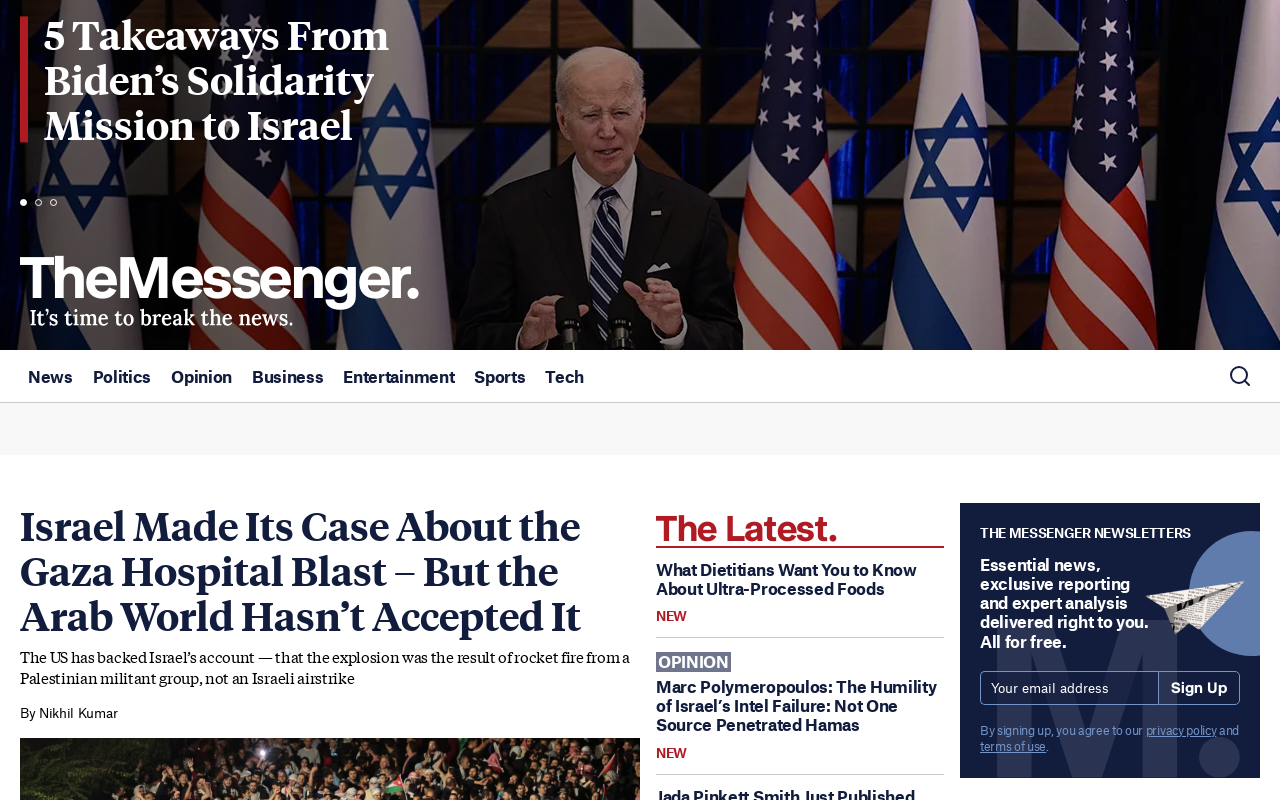 5 Takeaways From
Biden's Solidarity
Mission to Israel
TheMessenger.
It's time to break the news.
News Politics Opinion Business Entertainment Sports Tech
Israel Made Its Case About the
Gaza Hospital Blast – But the
Arab World Hasn't Accepted It
The US has backed Israel's account — that the explosion was the result of rocket fire from a
Palestinian militant group, not an Israeli airstrike
By Nikhil Kumar
The Latest.
What Dietitians Want You to Know
About Ultra-Processed Foods
NEW
OPINION
Marc Polymeropoulos: The Humility
of Israel's Intel Failure: Not One
Source Penetrated Hamas
NEW
Jada Pinkett Smith Just Published
THE MESSENGER NEWSLETTERS
Essential news,
exclusive reporting
and expert analysis
delivered right to you.
All for free.
Your email address Sign Up
By signing up, you agree to our privacy policy and
terms of use.
M.